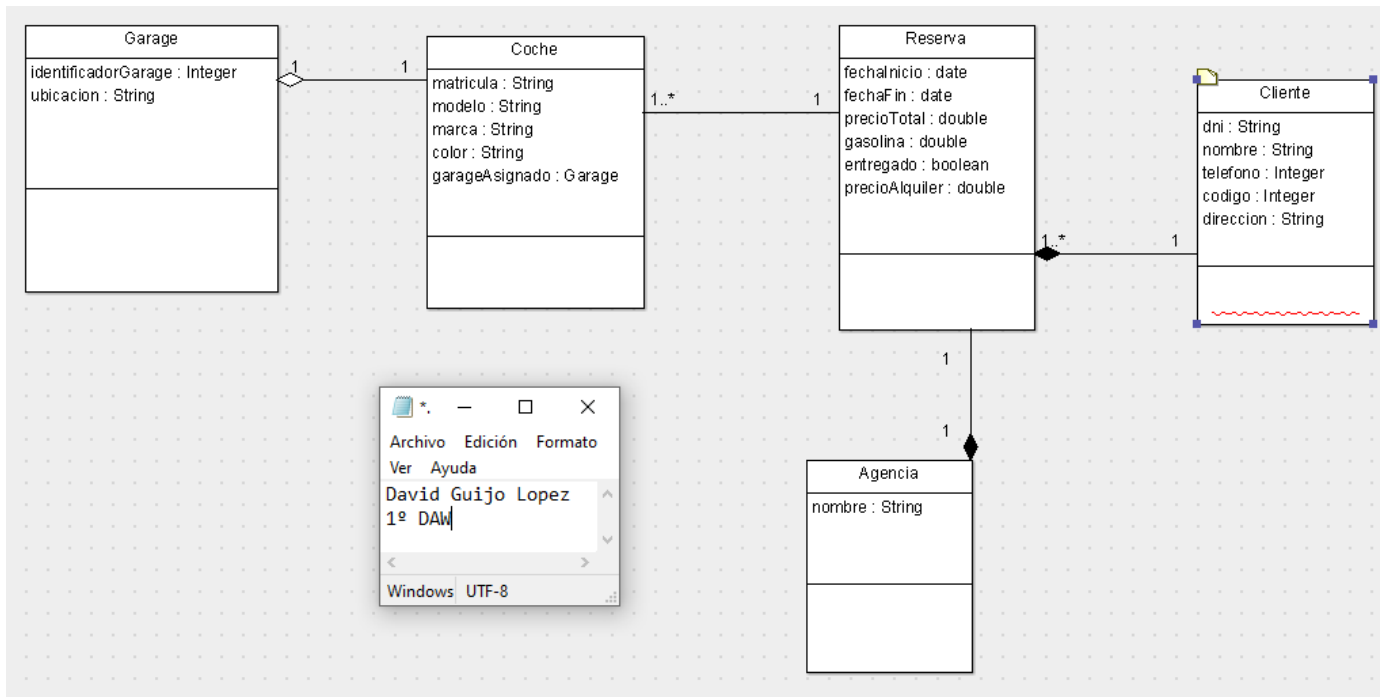 Garage
identificadorGarage : Integer
ubicacion : String
1
1
Coche
matricula : String
modelo : String
marca : String
color : String
garageAsignado : Garage
1..*
1
Reserva
fechaInicio : date
fechaFin : date
precioTotal : double
gasolina : double
entregado : boolean
precioAlquiler : double
1..*
1
Cliente
dni : String
nombre : String
telefono : Integer
codigo : Integer
direccion : String
1
1
Agencia
nombre : String
*.
Archivo Edición Formato
Ver Ayuda
David Guijo Lopez
1º DAW
Windows UTF-8